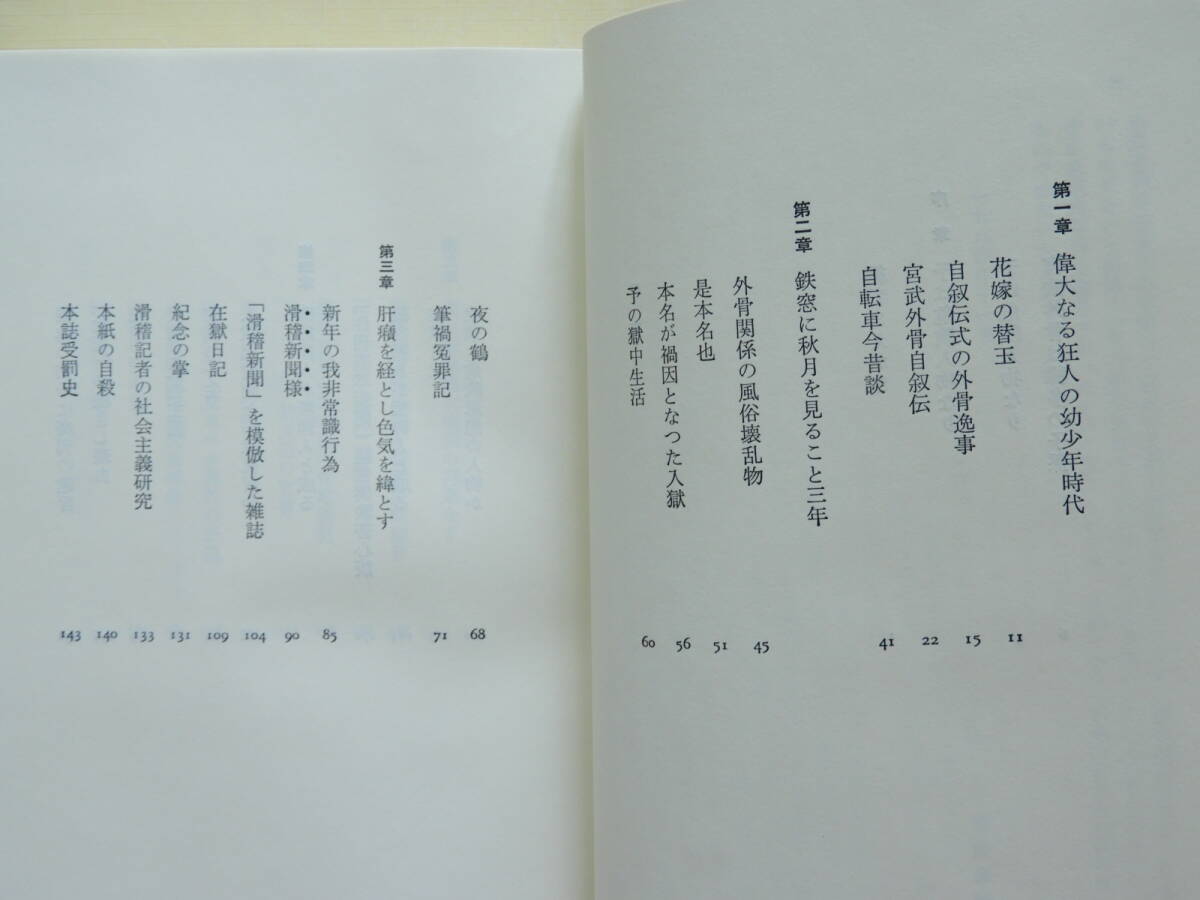 第一章 偉大なる狂人の幼少年時代
花嫁の替玉 11
自叙伝式の外骨逸事 15
宮武外骨自叙伝 22
自転車今昔談 41
第二章 鉄窓に秋月を見ること三年
外骨関係の風俗壊乱物 45
是本名也 51
本名が禍因となつた入獄 56
予の獄中生活 60
夜の鶴 68
筆禍冤罪記 71
第三章 肝癪を経とし色気を緯とす
新年の我非常識行為 85
滑稽新聞様 90
「滑稽新聞」を模倣した雑誌 104
在獄日記 109
紀念の掌 131
滑稽記者の社会主義研究 133
本紙の自殺 140
本誌受罰史 143